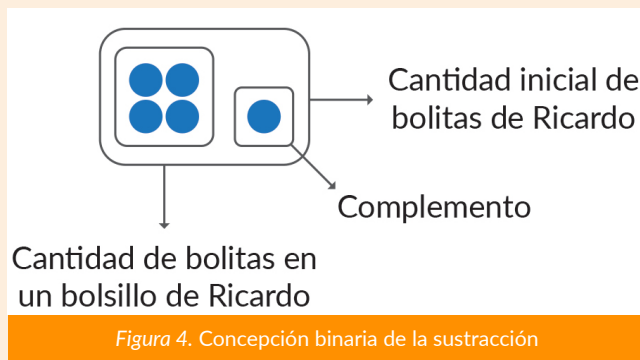 Cantidad inicial de
bolitas de Ricardo
Complemento
Cantidad de bolitas en
un bolsillo de Ricardo
Figura 4. Concepción binaria de la sustracción